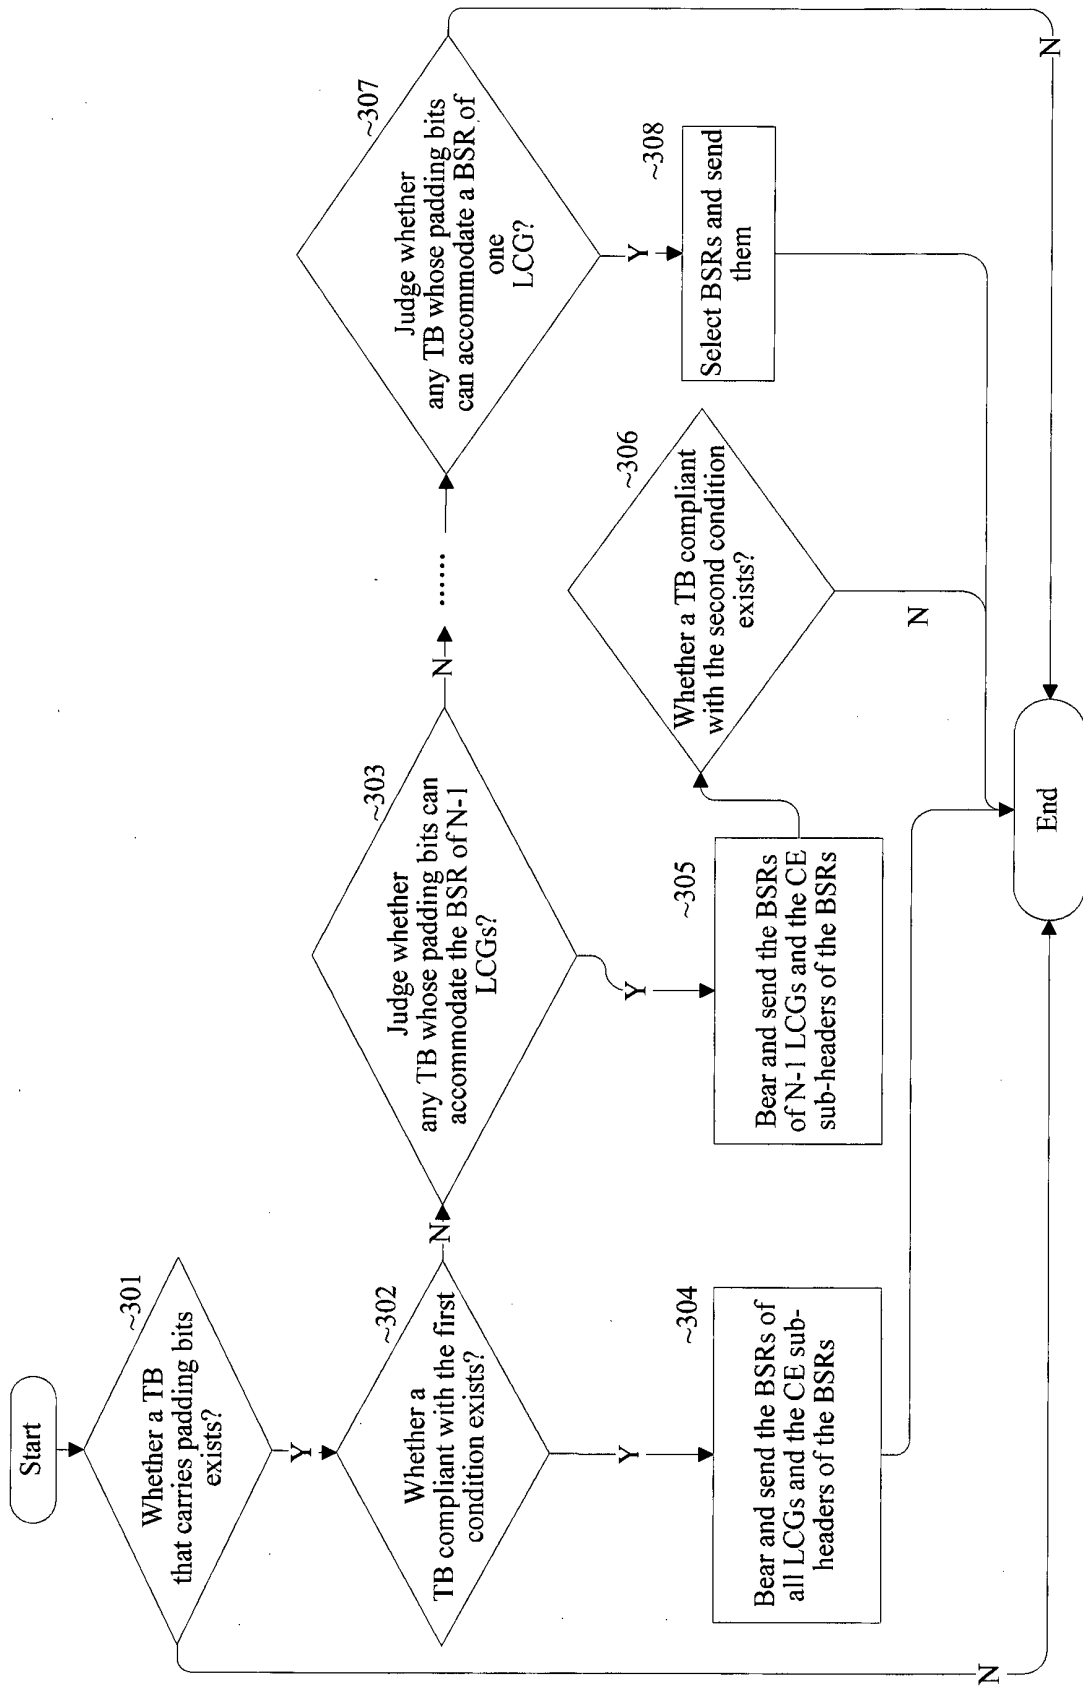 Start
~301
Whether a TB
that carries padding bits
exists?
Y
N
~302
Whether a
TB compliant with the first
condition exists?
N
Y
~303
Judge whether
any TB whose padding bits can
accommodate the BSR of N-1
LCGs?
N
Y
......
~307
Judge whether
any TB whose padding bits
can accommodate a BSR of
one
LCG?
N
Y
~304
Bear and send the BSRs of
all LCGs and the CE sub-
headers of the BSRs
~305
Bear and send the BSRs
of N-1 LCGs and the CE
sub-headers of the BSRs
~306
Whether a TB compliant
with the second condition
exists?
N
~308
Select BSRs and send
them
End